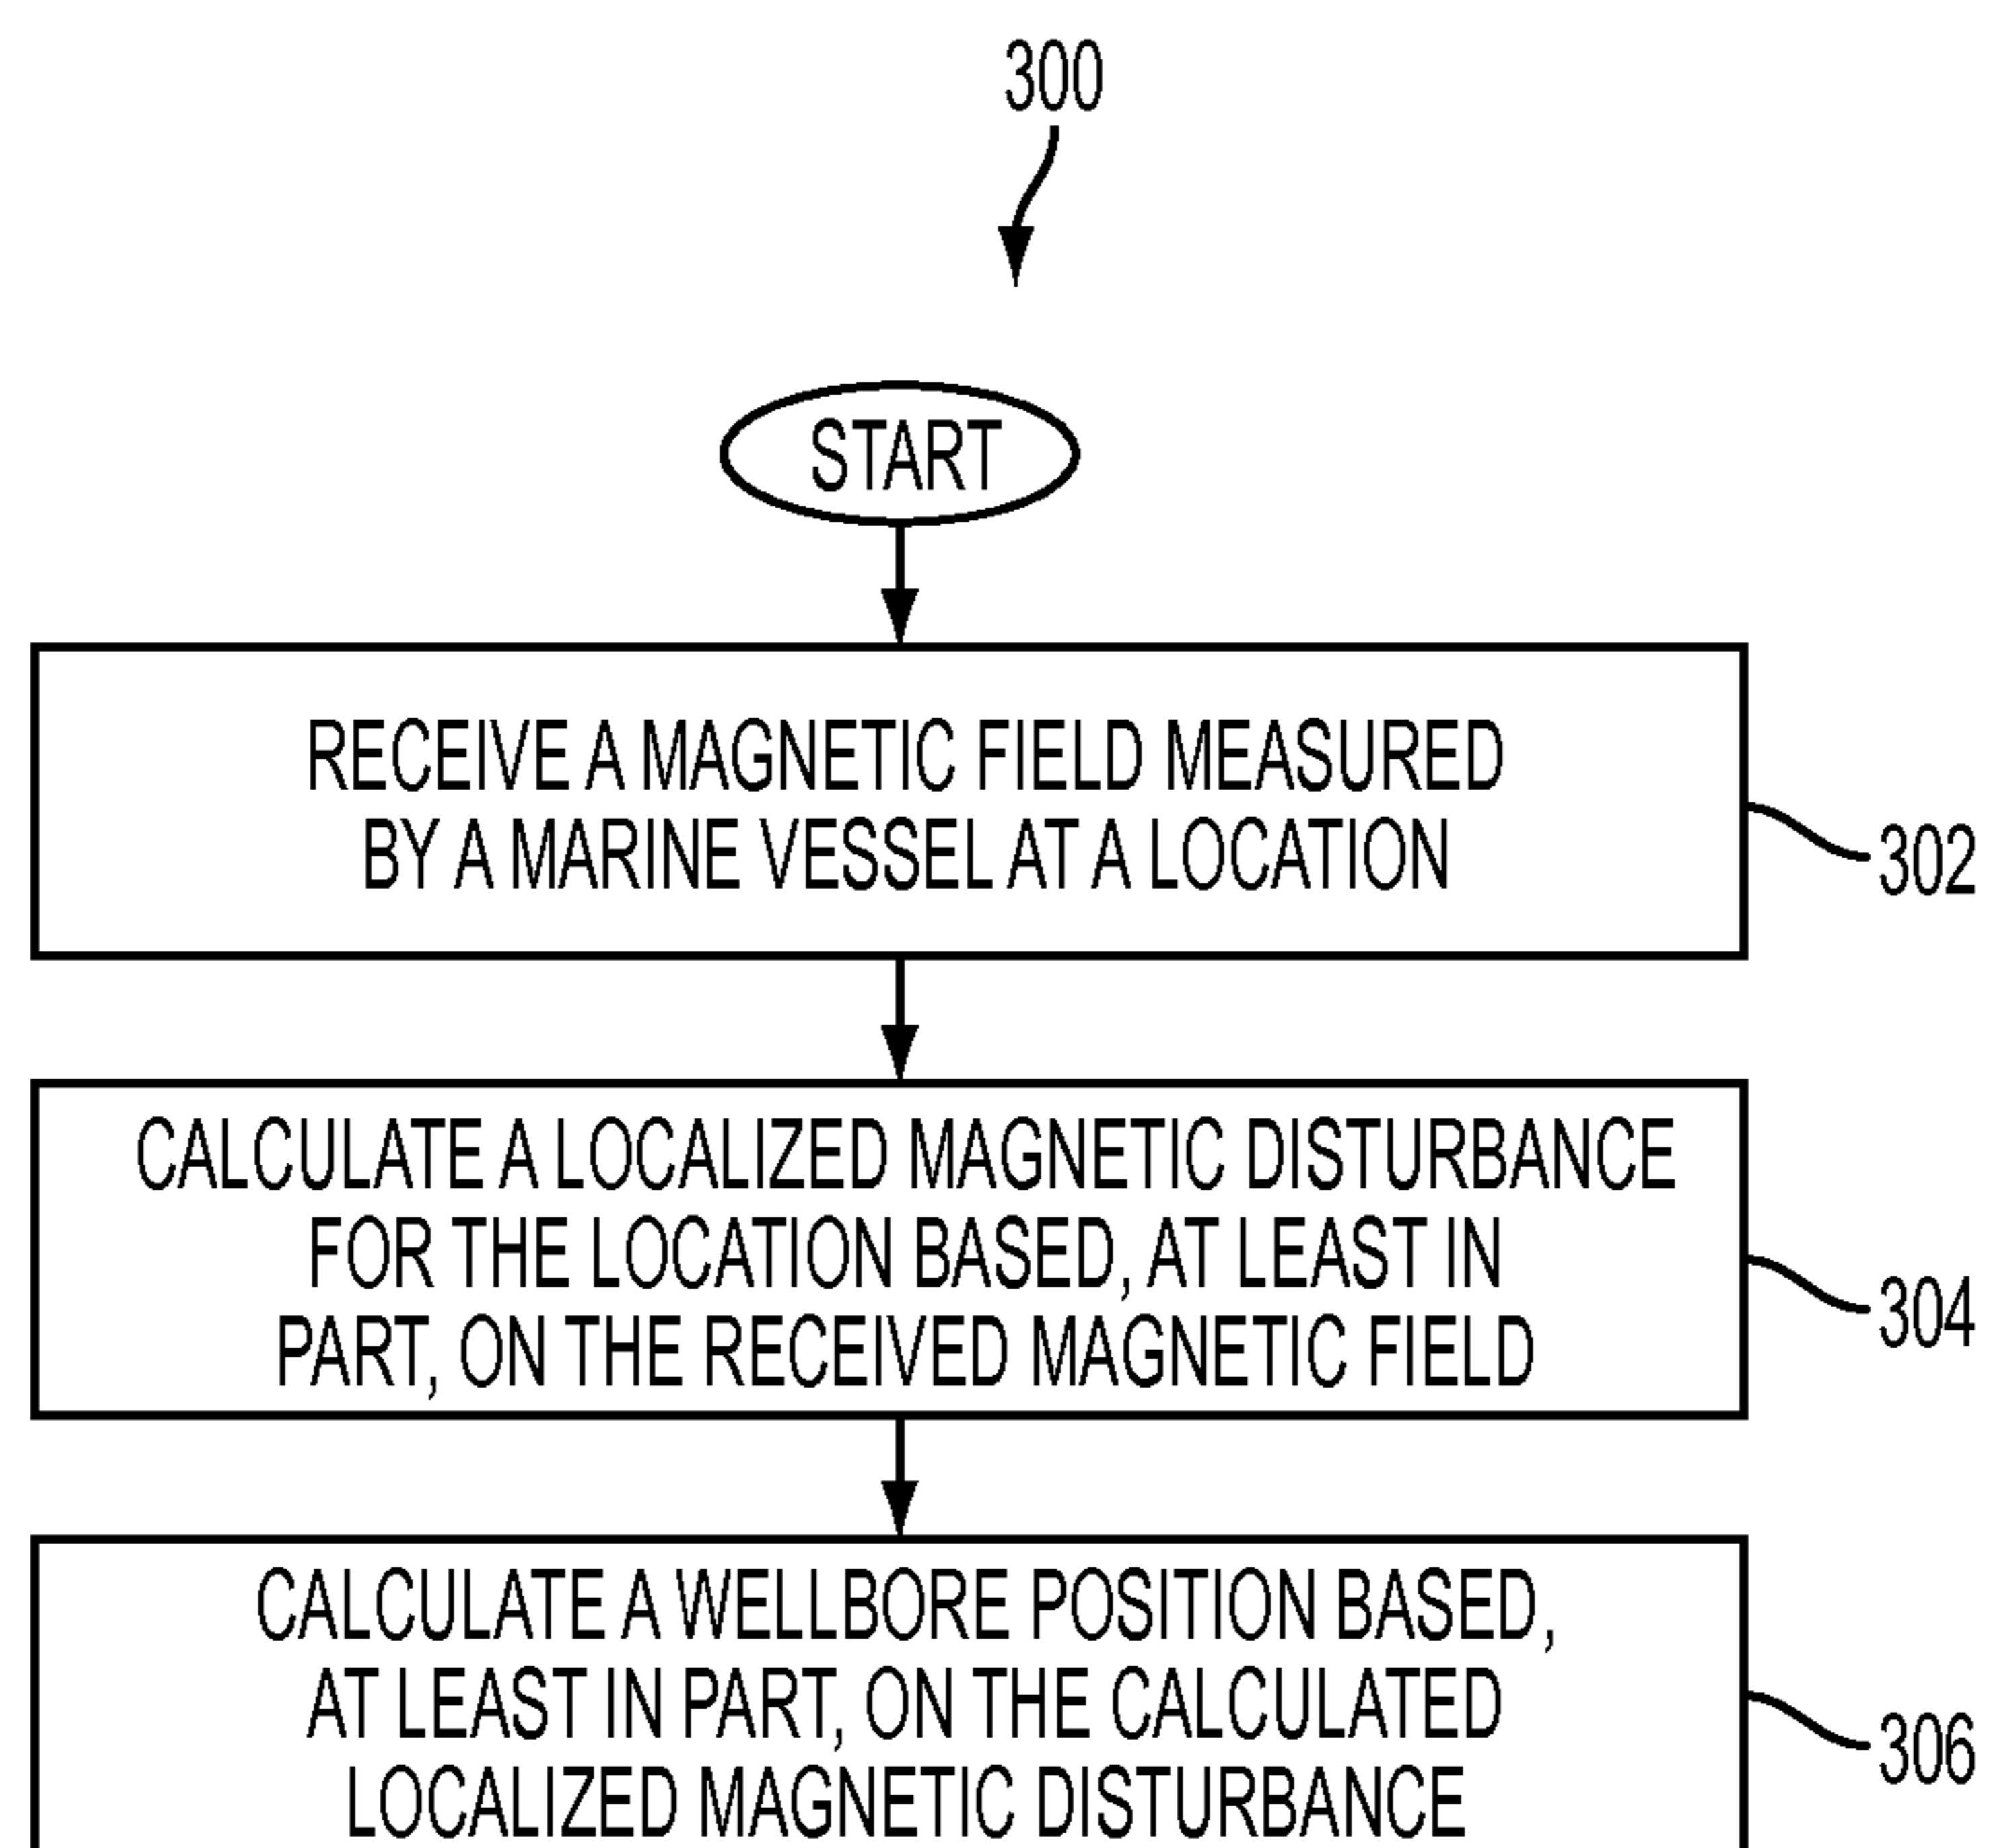 300
START
RECEIVE A MAGNETIC FIELD MEASURED
BY A MARINE VESSEL AT A LOCATION
302
CALCULATE A LOCALIZED MAGNETIC DISTURBANCE
FOR THE LOCATION BASED, AT LEAST IN
PART, ON THE RECEIVED MAGNETIC FIELD
304
CALCULATE A WELLBORE POSITION BASED,
AT LEAST IN PART, ON THE CALCULATED
LOCALIZED MAGNETIC DISTURBANCE
306